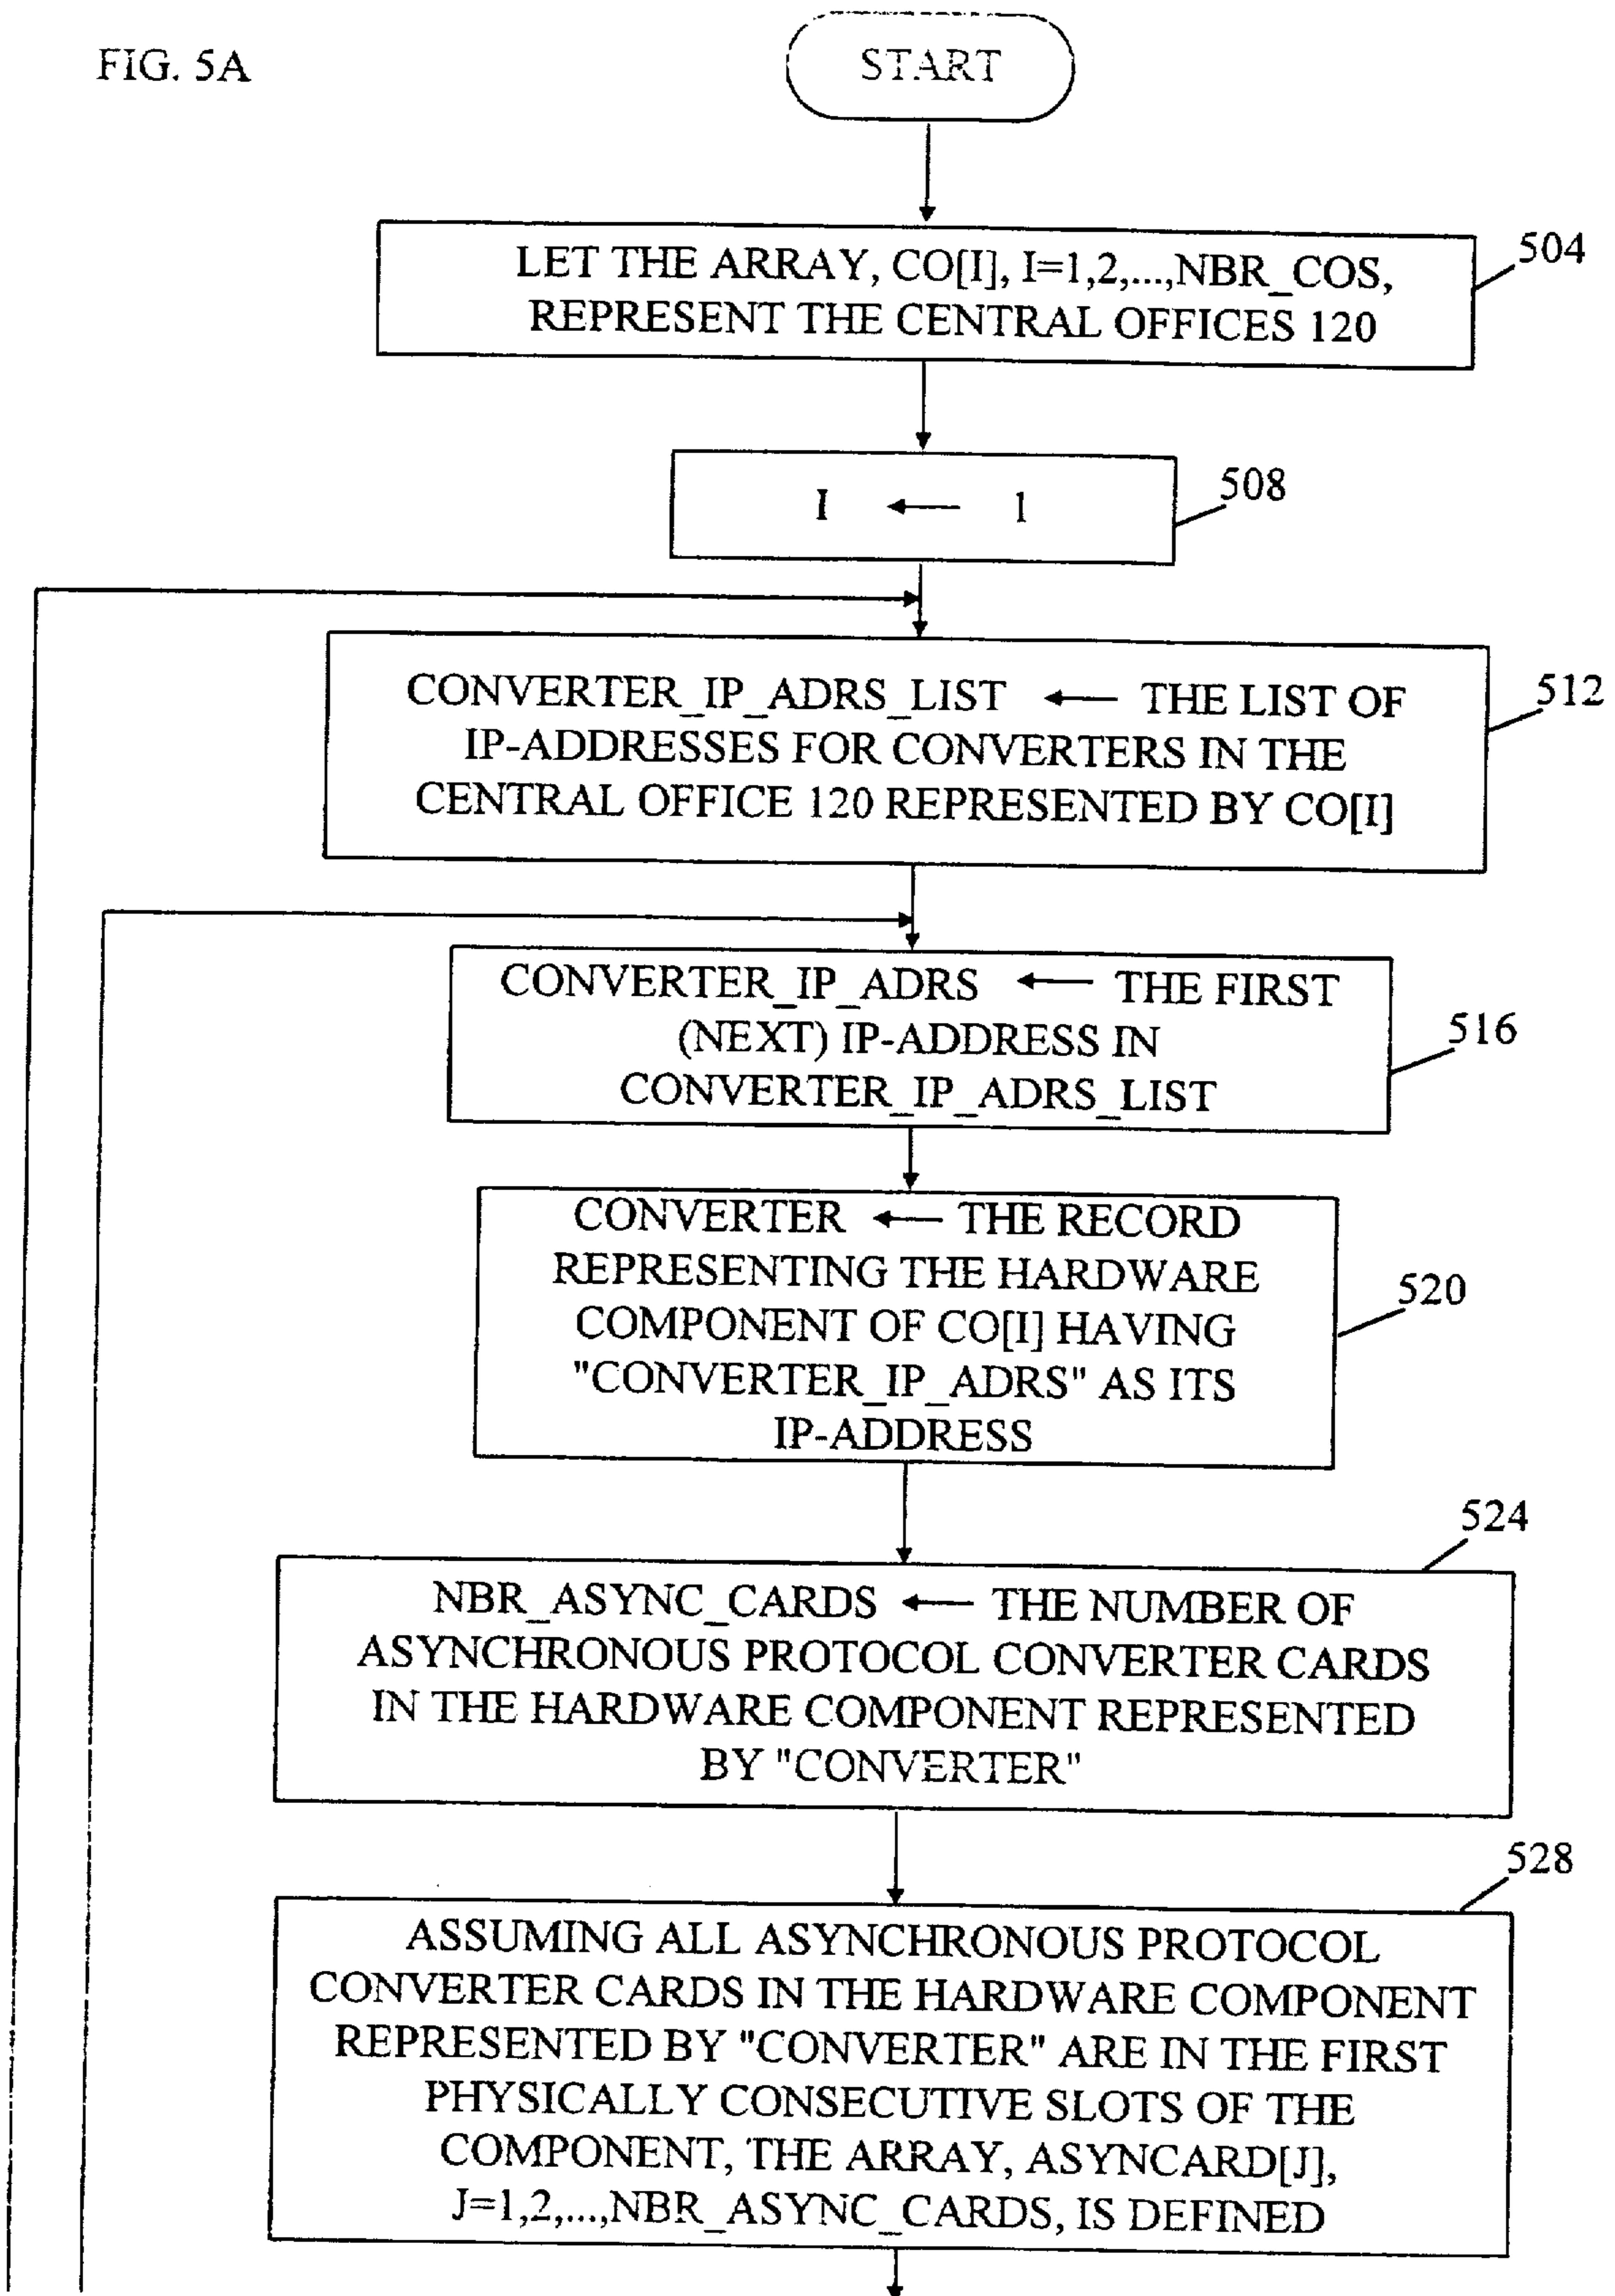 FIG. 5A
START
LET THE ARRAY, CO[I], I=1,2,...,NBR_COS,
REPRESENT THE CENTRAL OFFICES 120
504
I ← 1
508
CONVERTER_IP_ADRS_LIST ← THE LIST OF
IP-ADDRESSES FOR CONVERTERS IN THE
CENTRAL OFFICE 120 REPRESENTED BY CO[I]
512
CONVERTER_IP_ADRS ← THE FIRST
(NEXT) IP-ADDRESS IN
CONVERTER_IP_ADRS_LIST
516
CONVERTER ← THE RECORD
REPRESENTING THE HARDWARE
COMPONENT OF CO[I] HAVING
"CONVERTER_IP_ADRS" AS ITS
IP-ADDRESS
520
524
NBR_ASYNC_CARDS ← THE NUMBER OF
ASYNCHRONOUS PROTOCOL CONVERTER CARDS
IN THE HARDWARE COMPONENT REPRESENTED
BY "CONVERTER"
528
ASSUMING ALL ASYNCHRONOUS PROTOCOL
CONVERTER CARDS IN THE HARDWARE COMPONENT
REPRESENTED BY "CONVERTER" ARE IN THE FIRST
PHYSICALLY CONSECUTIVE SLOTS OF THE
COMPONENT, THE ARRAY, ASYNCARD[J],
J=1,2,...,NBR_ASYNC_CARDS, IS DEFINED